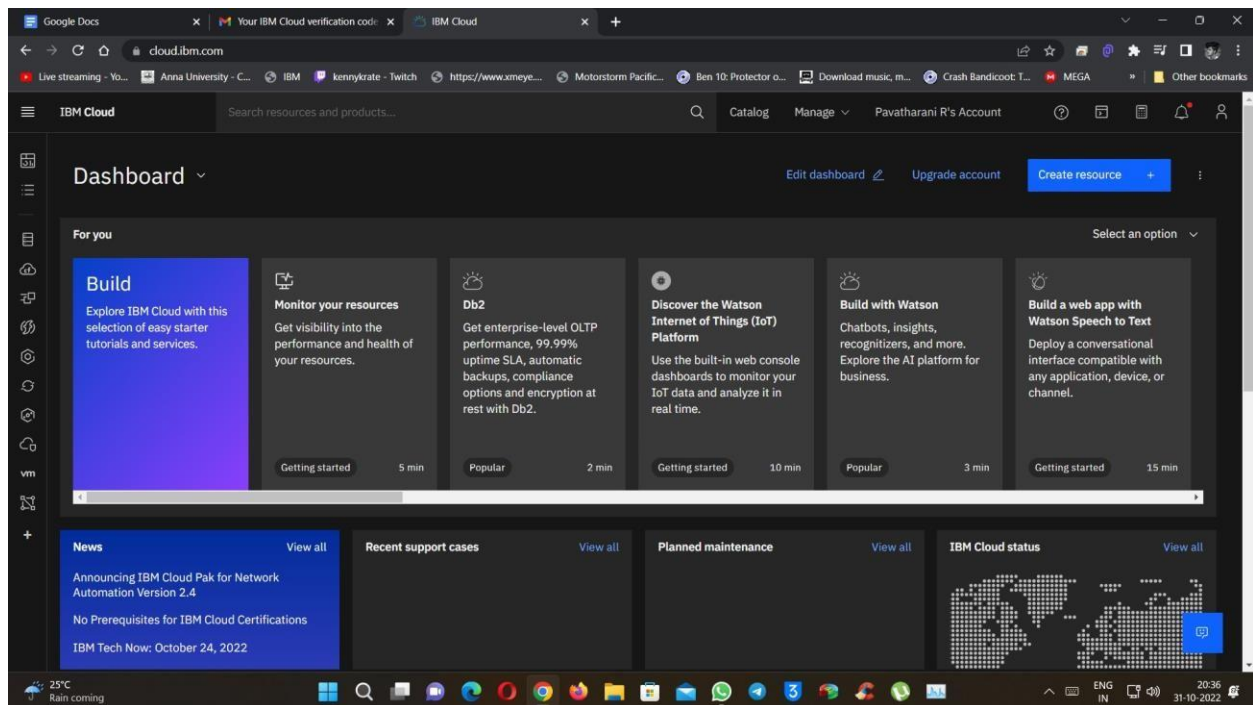 Google Docs
Your IBM Cloud verification code
IBM Cloud
cloud.ibm.com
Live streaming - Yo...
Anna University - C...
IBM
kennykrate - Twitch
https://www.xmeye....
Motorstorm Pacific...
Ben 10: Protector o...
Download music, m...
Crash Bandicoot: T...
MEGA
»
Other bookmarks
IBM Cloud
Search resources and products...
Catalog
Manage
Pavatharani R's Account
Dashboard
Edit dashboard
Upgrade account
Create resource +
For you
Select an option
Build
Explore IBM Cloud with this
selection of easy starter
tutorials and services.
Monitor your resources
Get visibility into the
performance and health of
your resources.
Getting started
5 min
Db2
Get enterprise-level OLTP
performance, 99.99%
uptime SLA, automatic
backups, compliance
options and encryption at
rest with Db2.
Popular
2 min
Discover the Watson
Internet of Things (IoT)
Platform
Use the built-in web console
dashboards to monitor your
IoT data and analyze it in
real time.
Getting started
10 min
Build with Watson
Chatbots, insights,
recognitizers, and more.
Explore the AI platform for
business.
Popular
3 min
Build a web app with
Watson Speech to Text
Deploy a conversational
interface compatible with
any application, device, or
channel.
Getting started
15 min
vm
News
View all
Announcing IBM Cloud Pak for Network
Automation Version 2.4
No Prerequisites for IBM Cloud Certifications
IBM Tech Now: October 24, 2022
Recent support cases
View all
Planned maintenance
View all
IBM Cloud status
View all
25°C
Rain coming
ENG
IN
20:36
31-10-2022